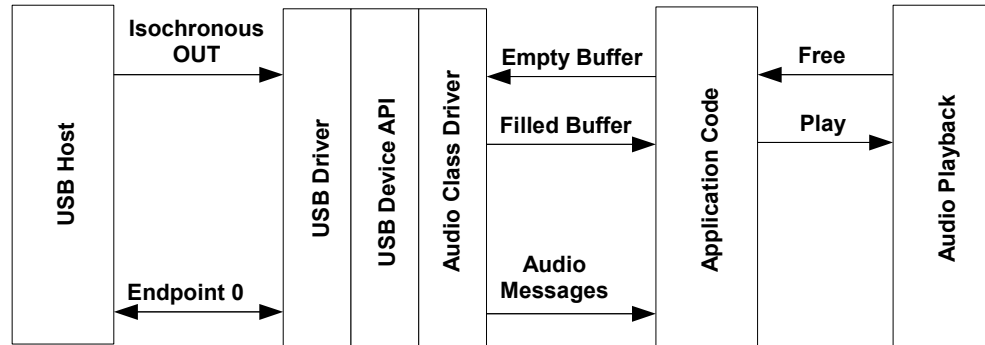 USB Host
Isochronous
OUT
Endpoint 0
USB Driver
USB Device API
Audio Class Driver
Empty Buffer
Filled Buffer
Audio
Messages
Application Code
Free
Play
Audio Playback